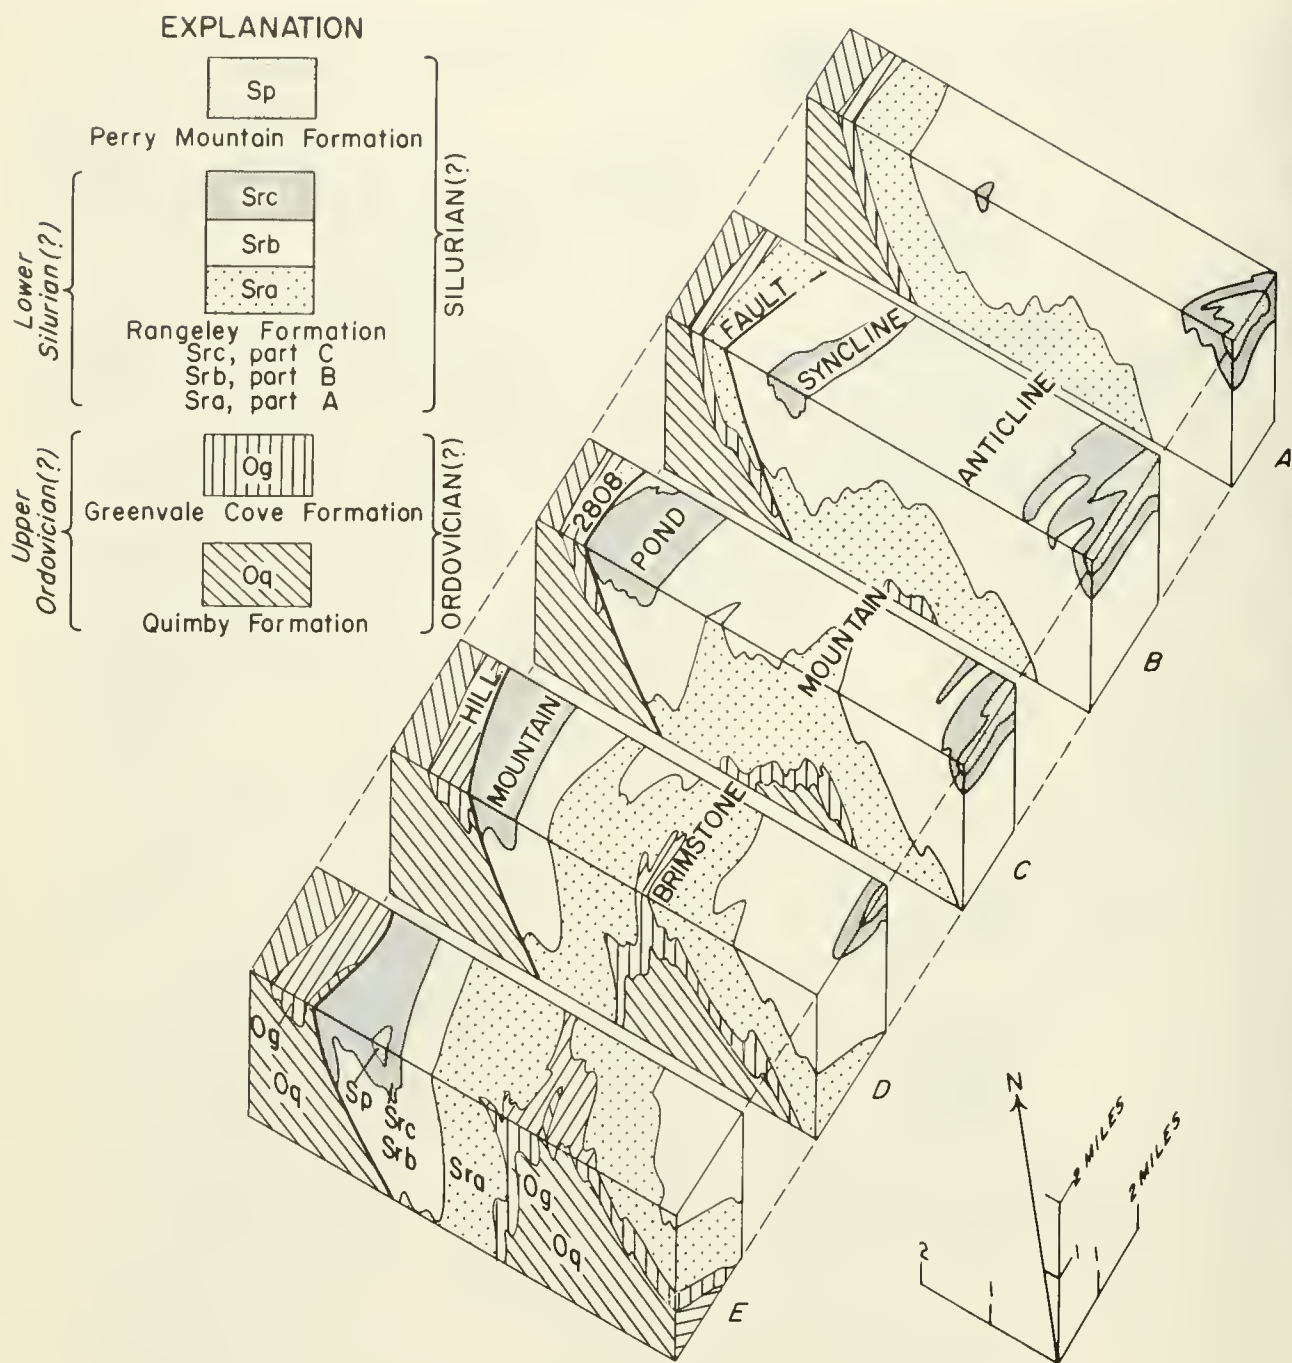 EXPLANATION
Sp
Perry Mountain Formation
Src
Srb
Sra
Rangeley Formation
Src, part C
Srb, part B
Sra, part A
Lower
Silurian(?)
SILURIAN(?)
Og
Greenvale Cove Formation
Oq
Quimby Formation
Upper
Ordovician(?)
ORDOVICIAN(?)
A
FAULT
SYNCLINE
ANTICLINE
B
2808
POND
MOUNTAIN
C
HILL
MOUNTAIN
BRIMSTONE
D
Og
Oq
Sp
Src
Srb
Sra
Og
Oq
E
N
2 MILES
2 MILES
2
1
1
1